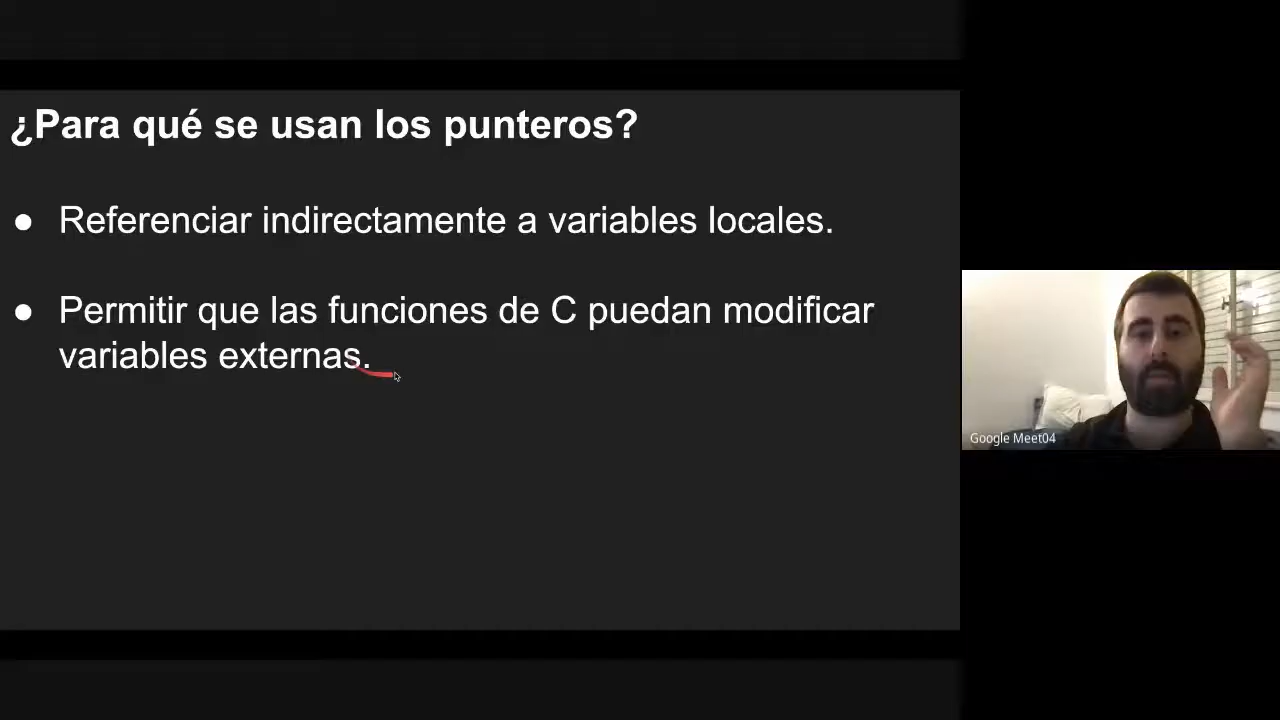 ¿Para qué se usan los punteros?
● Referenciar indirectamente a variables locales.
● Permitir que las funciones de C puedan modificar
variables externas.
Google Meet04